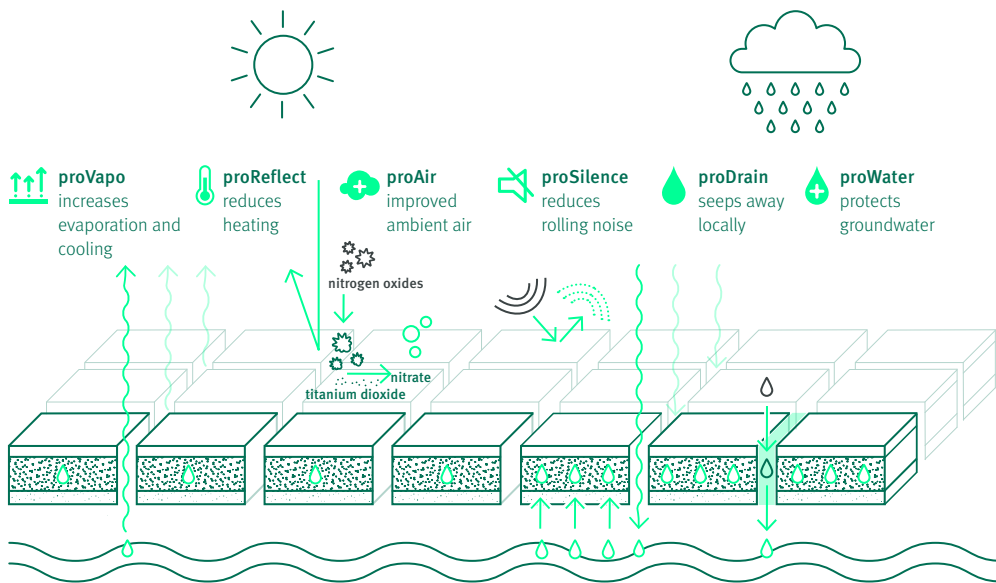 proVapo
increases
evaporation and
cooling
proReflect
reduces
heating
proAir
improved
ambient air
proSilence
reduces
rolling noise
proDrain
seeps away
locally
proWater
protects
groundwater
nitrogen oxides
nitrate
titanium dioxide